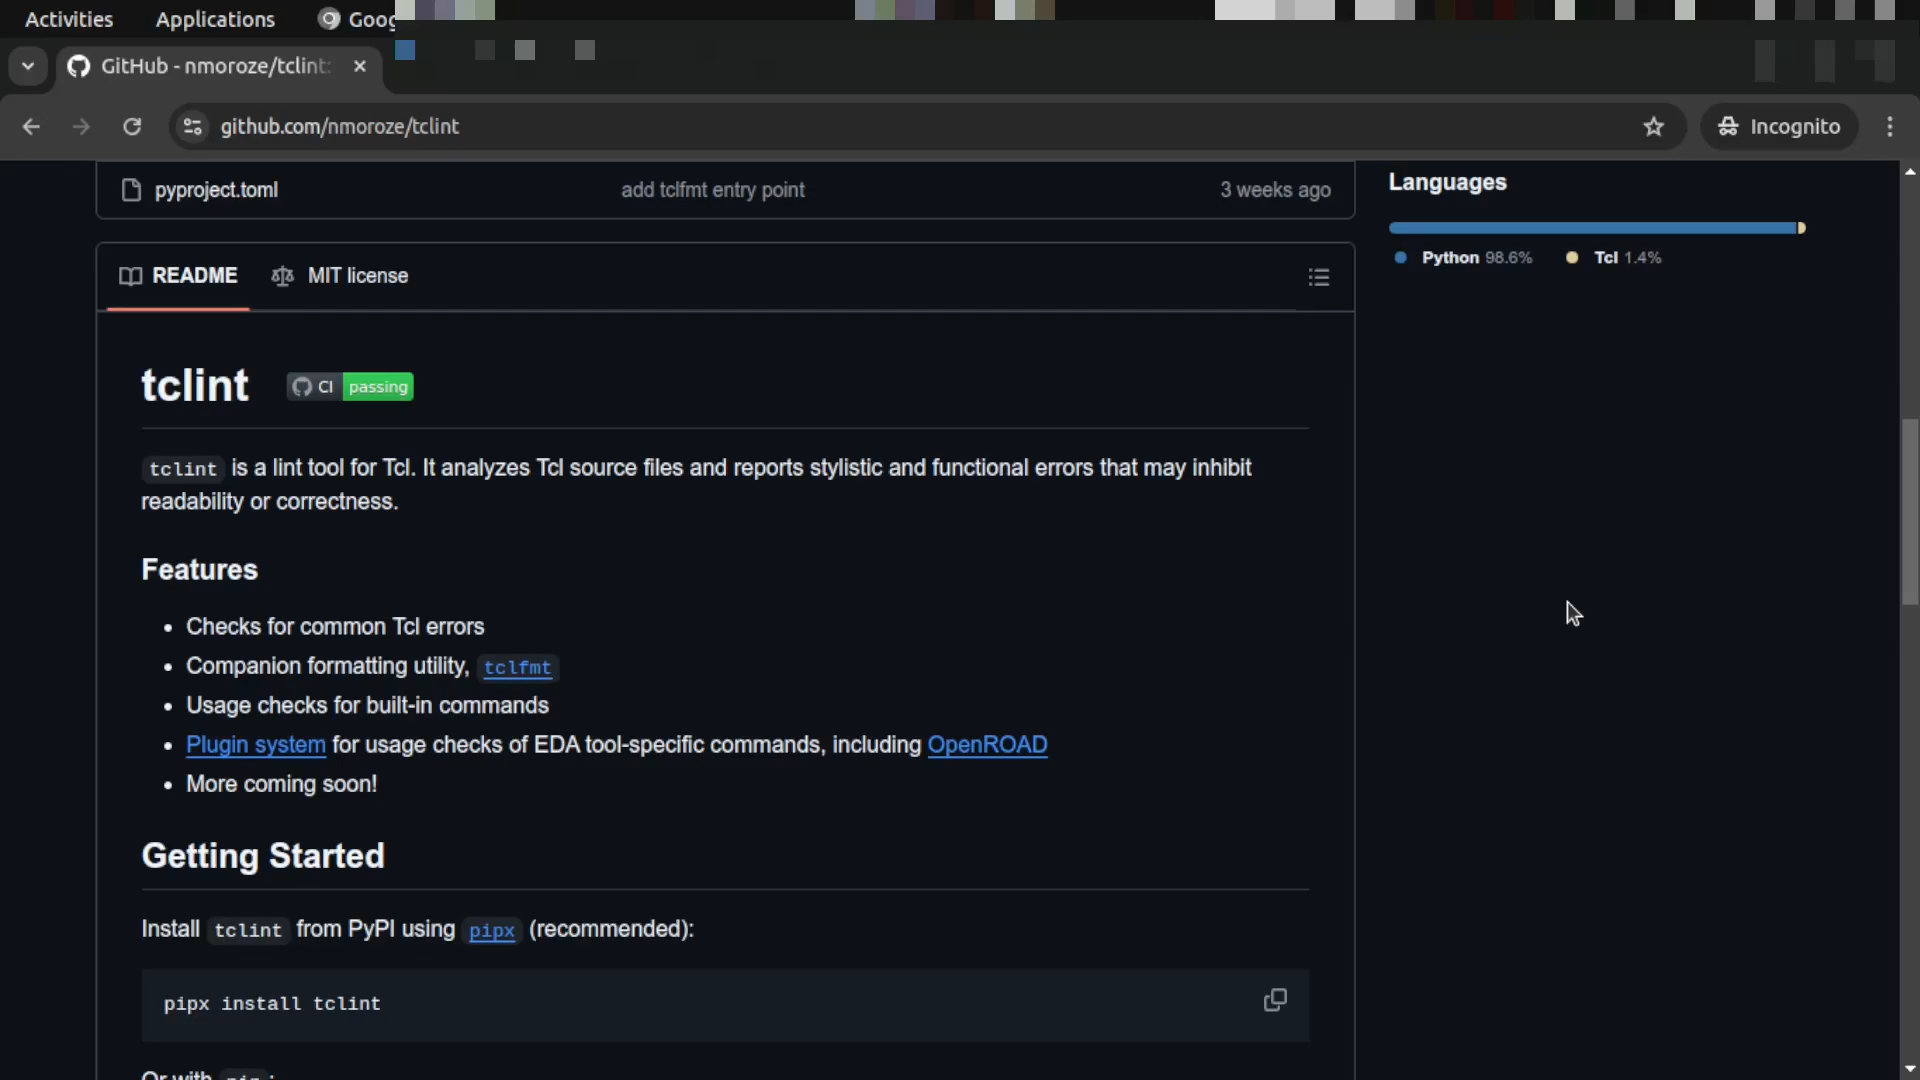 Activities Applications Goog
GitHub - nmoroze/tclint:
github.com/nmoroze/tclint Incognito
pyproject.toml add tclfmt entry point 3 weeks ago
Languages
Python 98.6% Tcl 1.4%
README MIT license
tclint CI passing
tclint is a lint tool for Tcl. It analyzes Tcl source files and reports stylistic and functional errors that may inhibit
readability or correctness.
Features
• Checks for common Tcl errors
• Companion formatting utility, tclfmt
• Usage checks for built-in commands
• Plugin system for usage checks of EDA tool-specific commands, including OpenROAD
• More coming soon!
Getting Started
Install tclint from PyPI using pipx (recommended):
pipx install tclint
Or with pip: